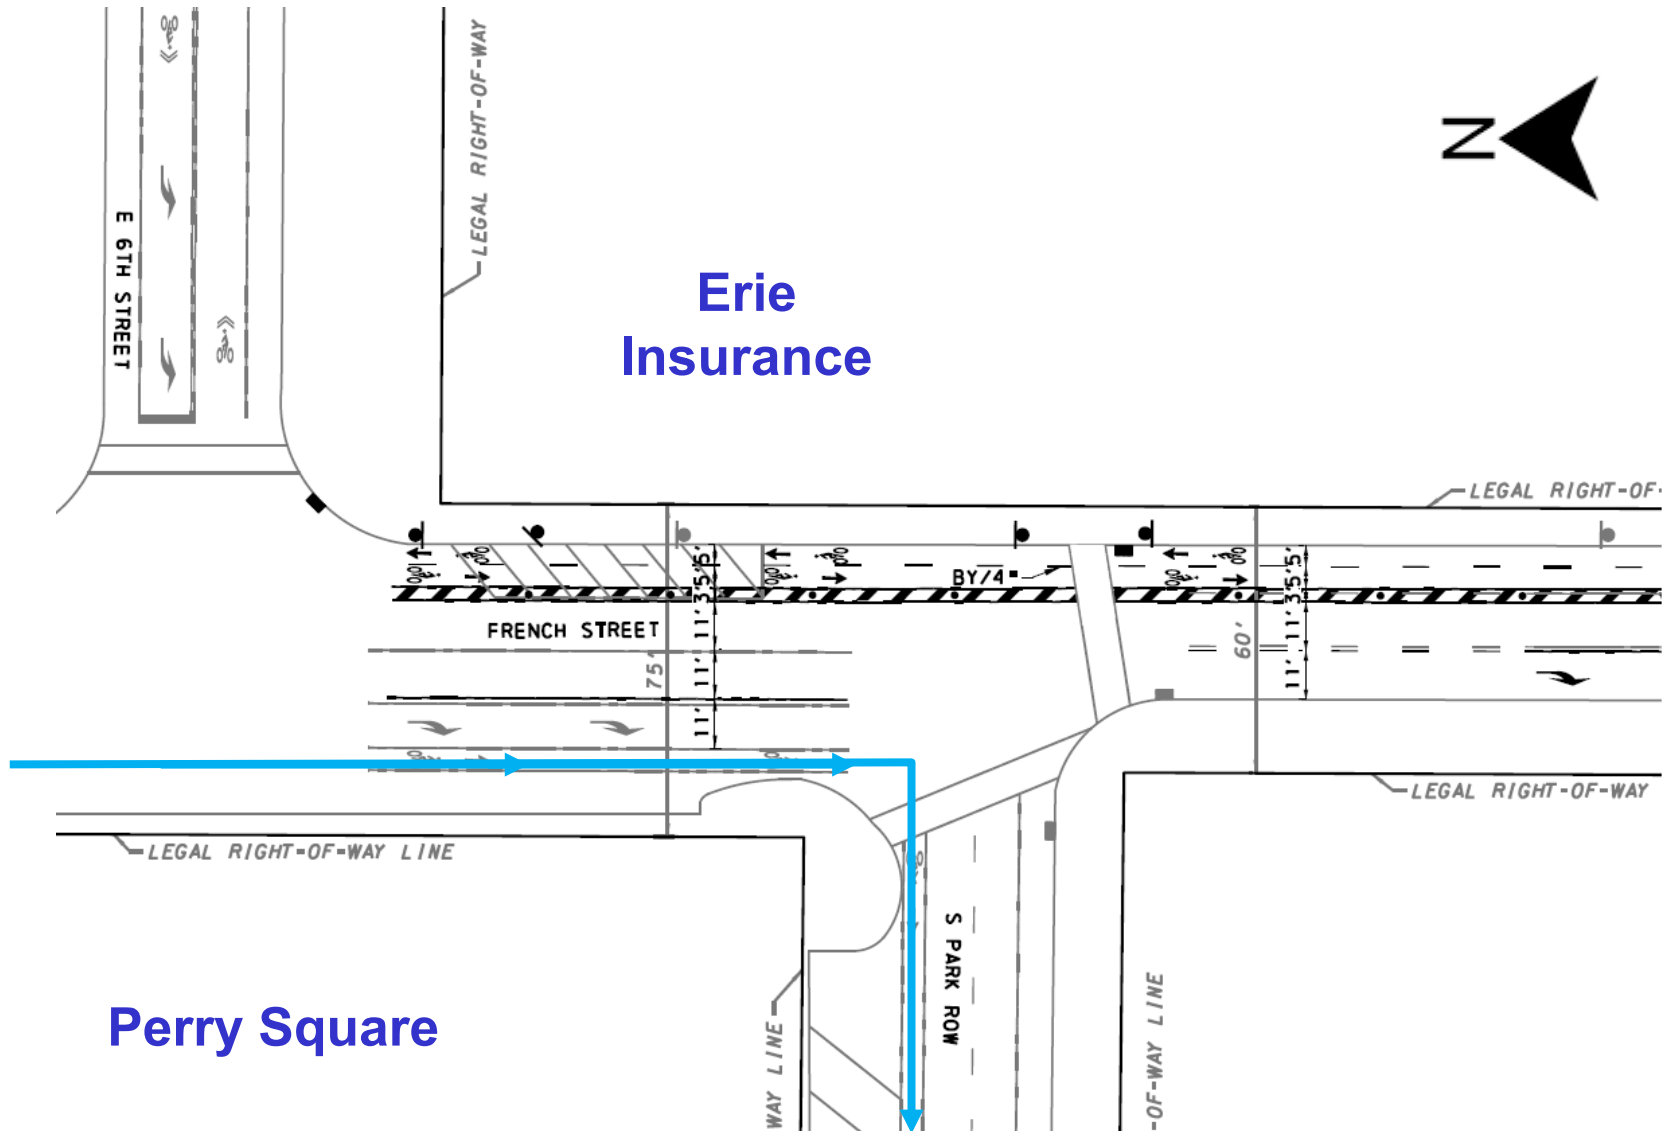 LEGAL RIGHT-OF-WAY
N
E 6TH STREET
Erie
Insurance
LEGAL RIGHT-OF-
5'
5'
3'
11'
11'
11'
75'
BY/4"
5'
5'
3'
11'
11'
60'
FRENCH STREET
LEGAL RIGHT-OF-WAY LINE
LEGAL RIGHT-OF-WAY
S PARK ROW
Perry Square
WAY LINE
-OF-WAY LINE